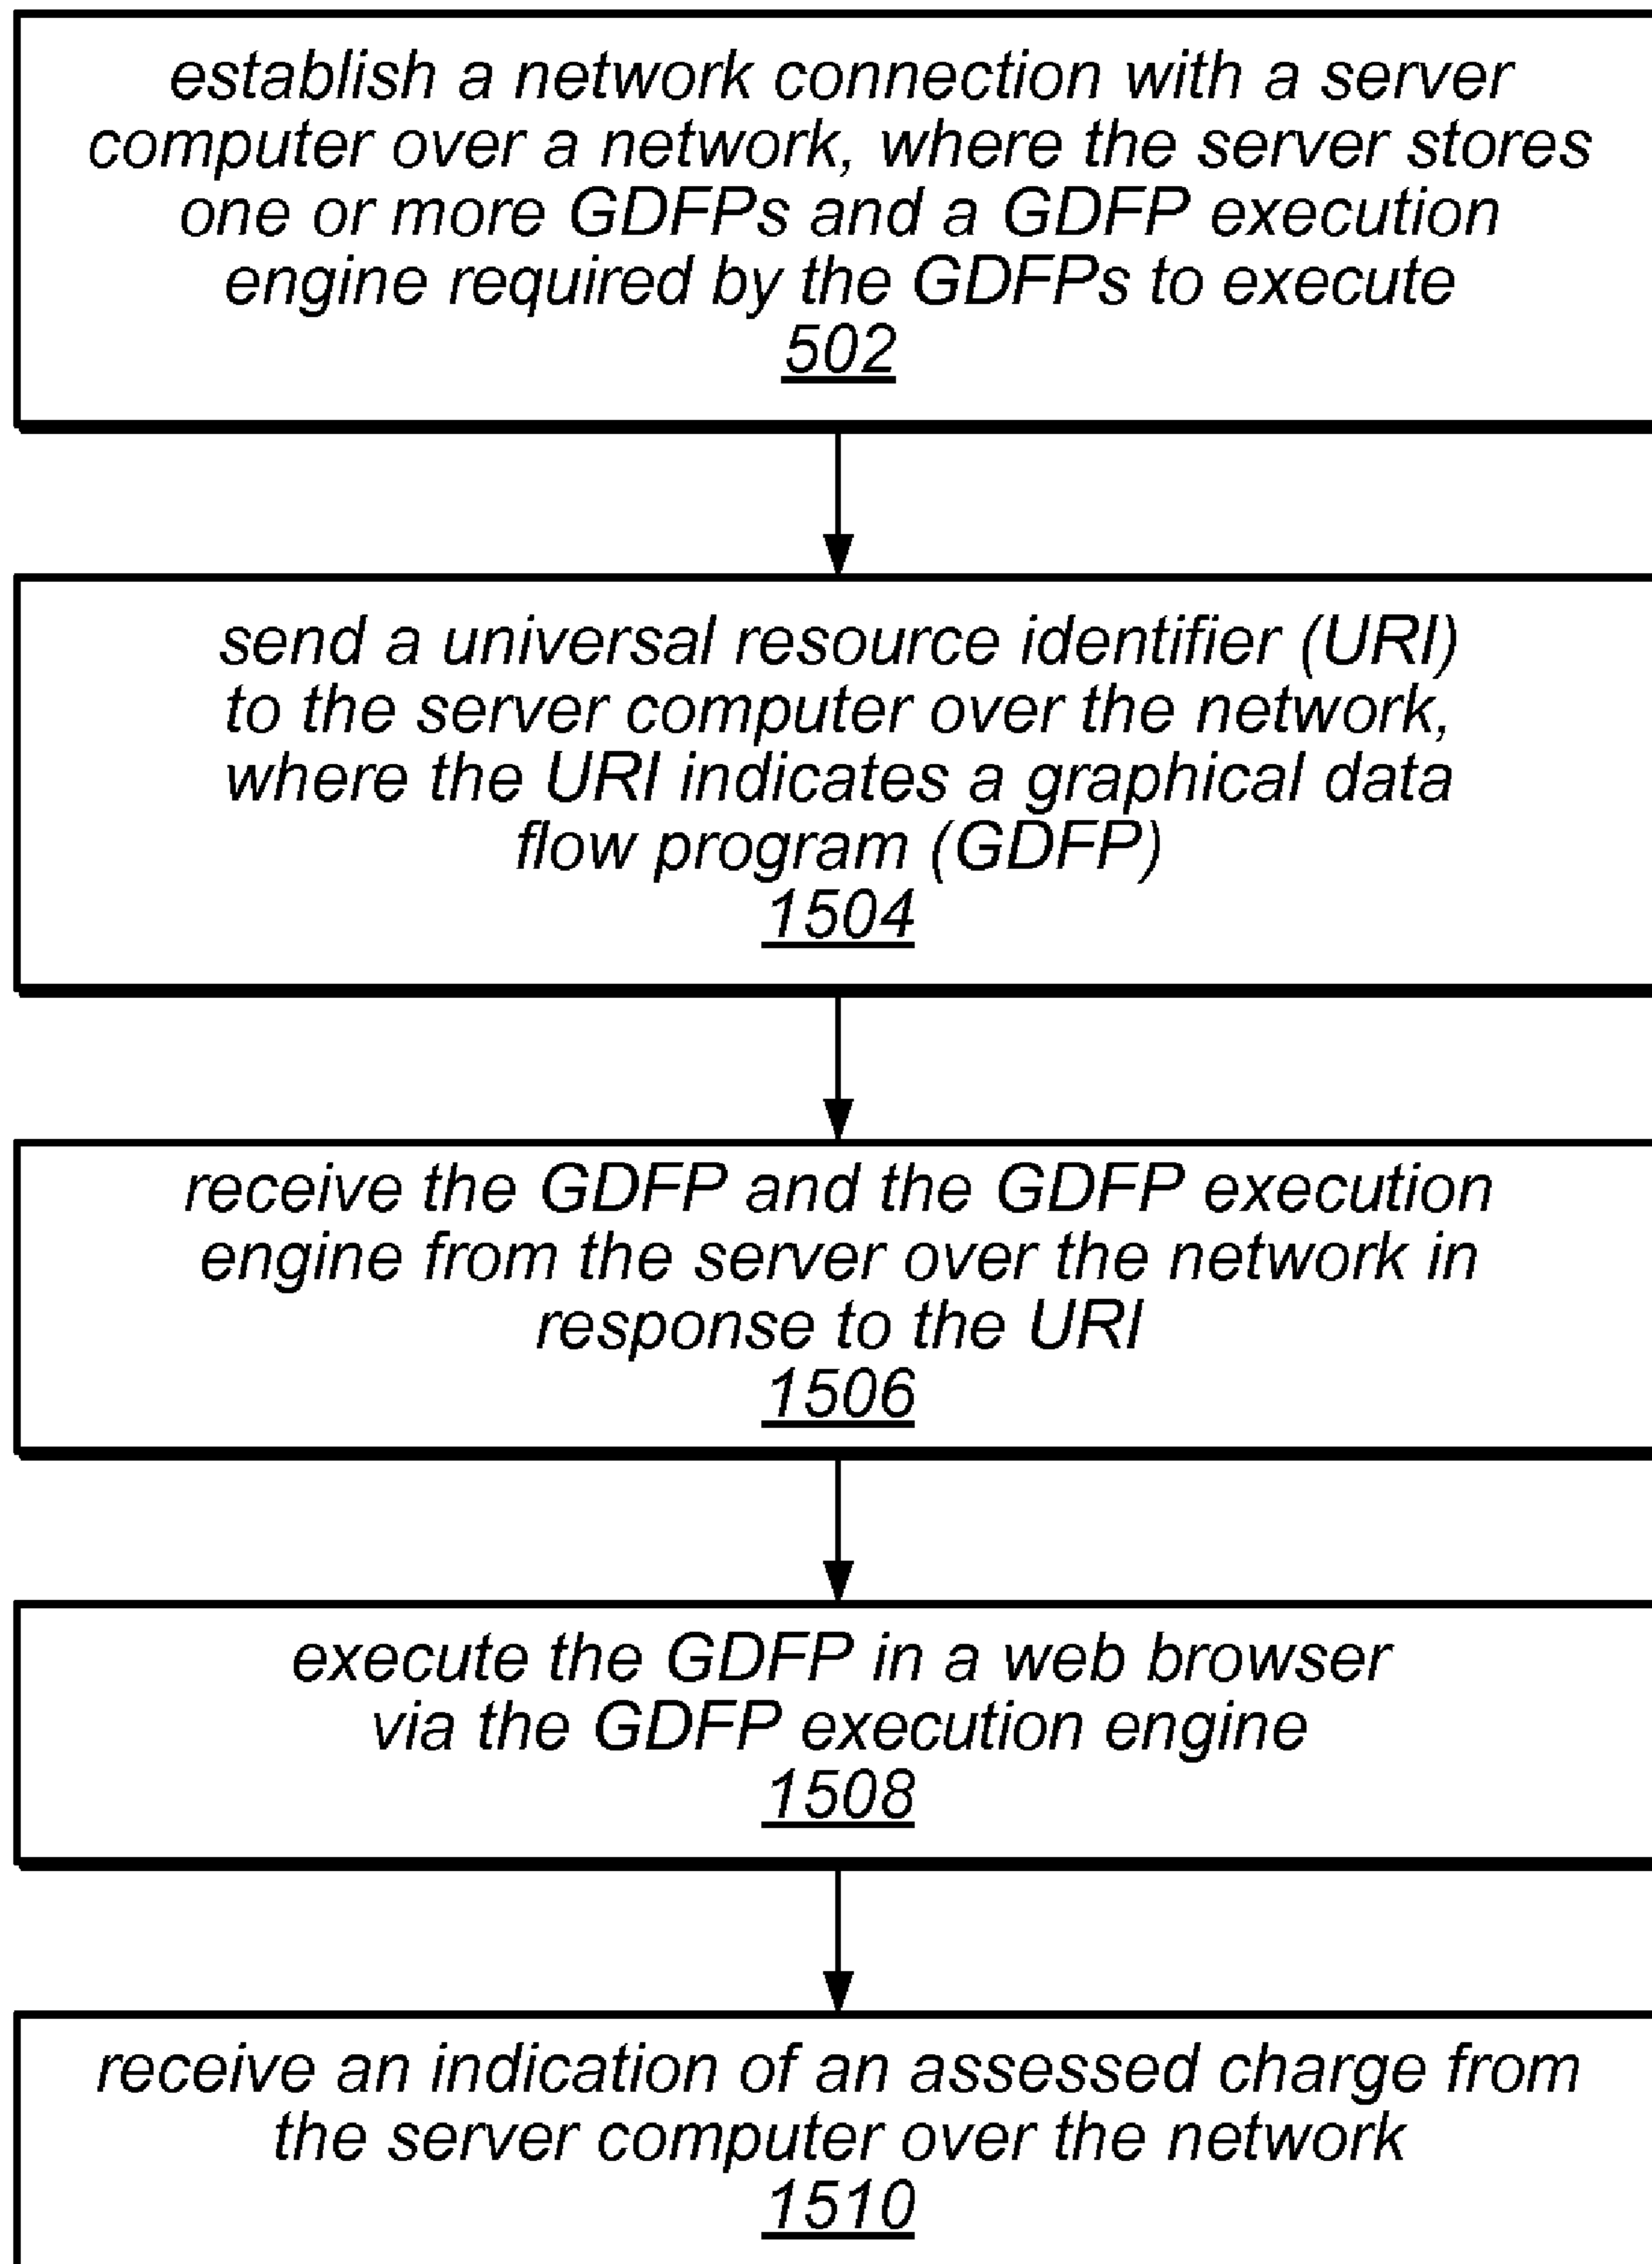 establish a network connection with a server
computer over a network, where the server stores
one or more GDFPs and a GDFP execution
engine required by the GDFPs to execute
502
send a universal resource identifier (URI)
to the server computer over the network,
where the URI indicates a graphical data
flow program (GDFP)
1504
receive the GDFP and the GDFP execution
engine from the server over the network in
response to the URI
1506
execute the GDFP in a web browser
via the GDFP execution engine
1508
receive an indication of an assessed charge from
the server computer over the network
1510